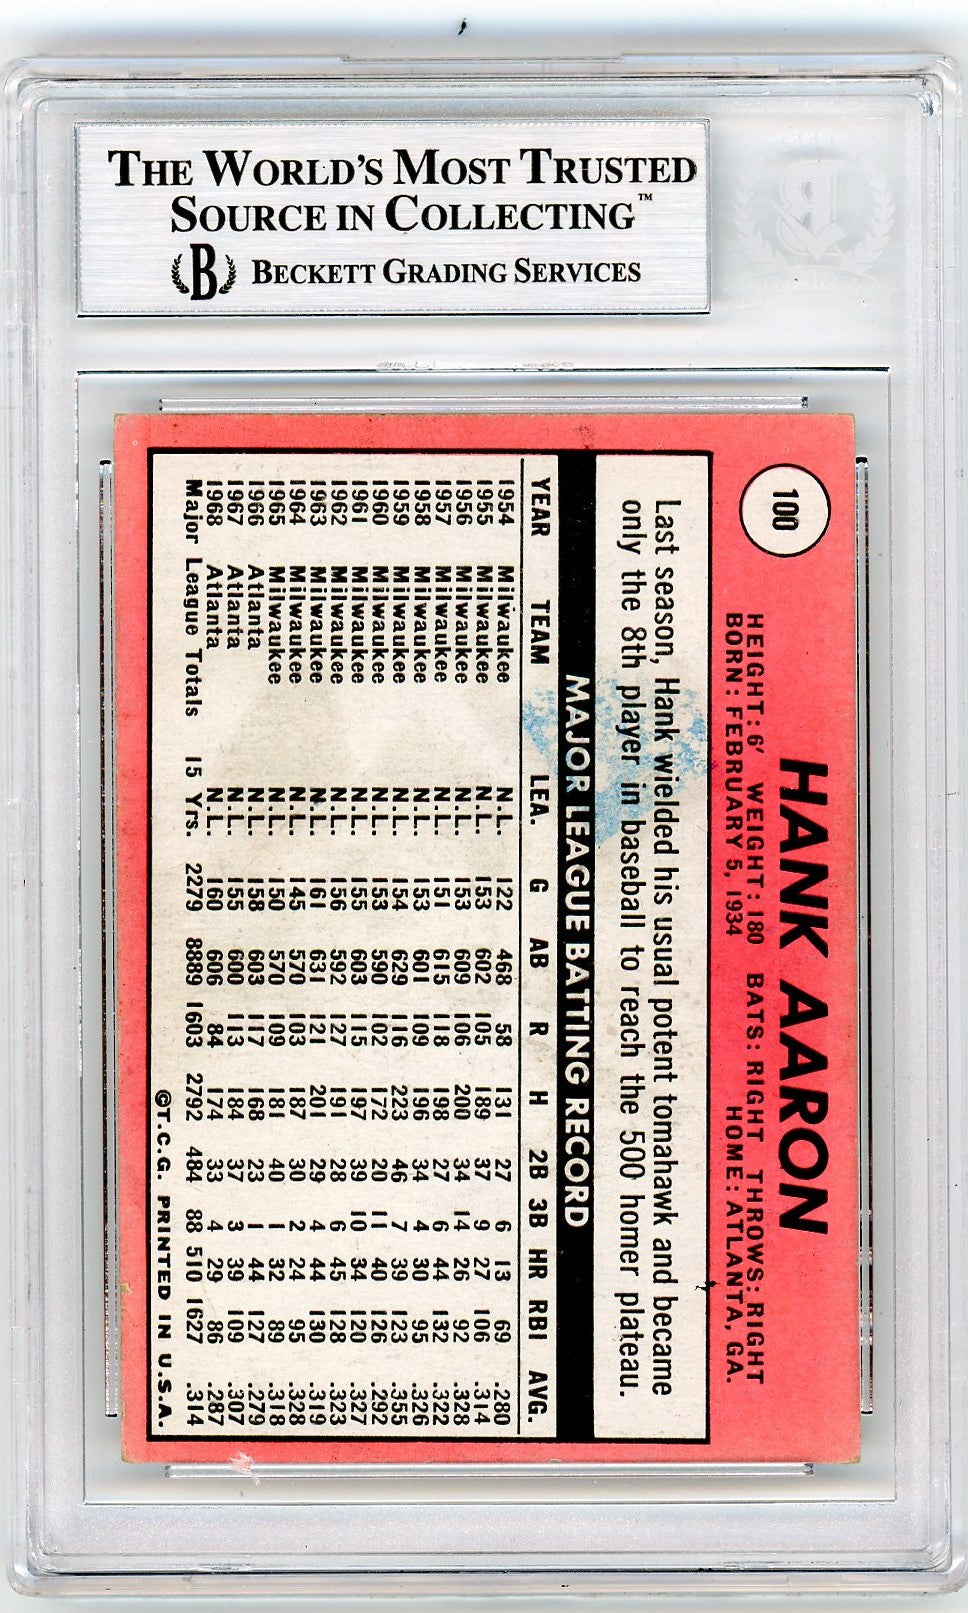 THE WORLD'S MOST TRUSTED
SOURCE IN COLLECTING™
B BECKETT GRADING SERVICES
100
HANK AARON
HEIGHT: 6' WEIGHT: 180 BATS: RIGHT THROWS: RIGHT
BORN: FEBRUARY 5, 1934 HOME: ATLANTA, GA.
Last season, Hank wielded his usual potent tomahawk and became
only the 8th player in baseball to reach the 500 homer plateau.
MAJOR LEAGUE BATTING RECORD
YEAR TEAM LEA. G AB R H 2B 3B HR RBI AVG.
1954 Milwaukee N.L. 122 468 58 131 27 6 13 69 .280
1955 Milwaukee N.L. 153 602 105 189 37 9 27 106 .314
1956 Milwaukee N.L. 153 609 106 200 34 14 26 92 .328
1957 Milwaukee N.L. 151 615 118 198 27 6 44 132 .322
1958 Milwaukee N.L. 153 601 109 196 34 4 30 95 .326
1959 Milwaukee N.L. 154 629 116 223 46 7 39 123 .355
1960 Milwaukee N.L. 153 590 102 172 20 11 40 126 .292
1961 Milwaukee N.L. 155 603 115 197 39 10 34 120 .327
1962 Milwaukee N.L. 156 592 127 191 28 6 45 128 .323
1963 Milwaukee N.L. 161 631 121 201 29 4 44 130 .319
1964 Milwaukee N.L. 145 570 103 187 30 2 24 95 .328
1965 Milwaukee N.L. 150 570 109 181 40 1 32 89 .318
1966 Atlanta N.L. 158 603 117 168 23 1 44 127 .279
1967 Atlanta N.L. 155 600 113 184 37 3 39 109 .307
1968 Atlanta N.L. 160 606 84 174 33 4 29 86 .287
Major League Totals 15 Yrs. 2279 8889 1603 2792 484 88 510 1627 .314
©T.C.G. PRINTED IN U.S.A.